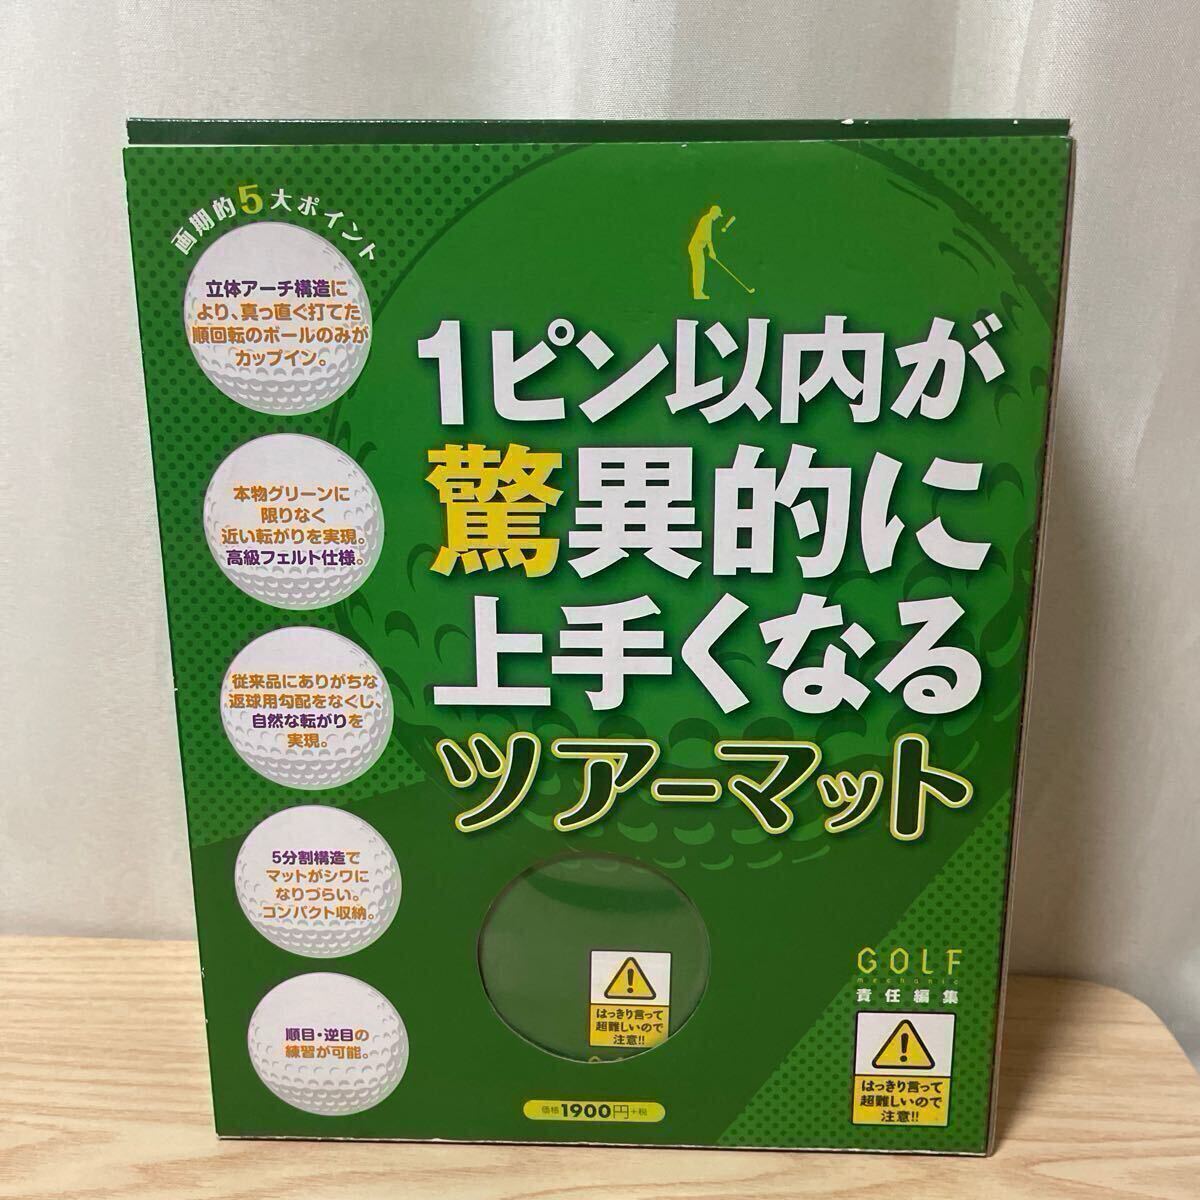 画期的5大ポイント
立体アーチ構造に
より、真っ直ぐ打てた
順回転のボールのみが
カップイン。
本物グリーンに
限りなく
近い転がりを実現。
高級フェルト仕様。
従来品にありがちな
返球用勾配をなくし、
自然な転がりを
実現。
5分割構造で
マットがシワに
なりづらい。
コンパクト収納。
順目・逆目の
練習が可能。
1ピン以内が
驚異的に
上手くなる
ツアーマット
はっきり言って
超難しいので
注意!!
価格1900円+税
GOLF
mechanic
責任編集
はっきり言って
超難しいので
注意!!